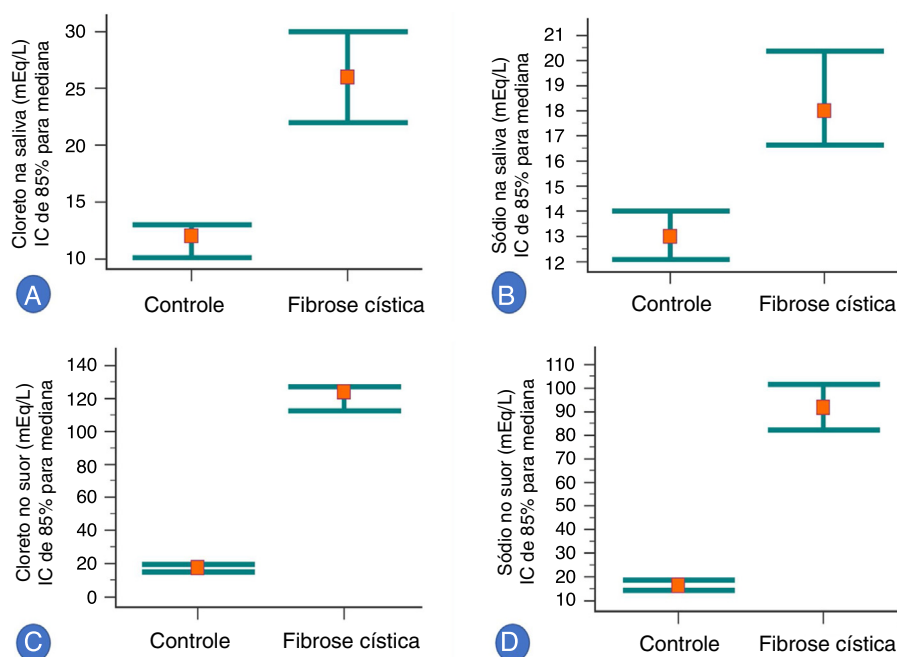 Cloreto na saliva (mEq/L)
IC de 85% para mediana
30
25
20
15
10
Controle
Fibrose cística
A
Sódio na saliva (mEq/L)
IC de 85% para mediana
21
20
19
18
17
16
15
14
13
12
Controle
Fibrose cística
B
Cloreto no suor (mEq/L)
IC de 85% para mediana
140
120
100
80
60
40
20
0
Controle
Fibrose cística
C
Sódio no suor (mEq/L)
IC de 85% para mediana
110
100
90
80
70
60
50
40
30
20
10
Controle
Fibrose cística
D